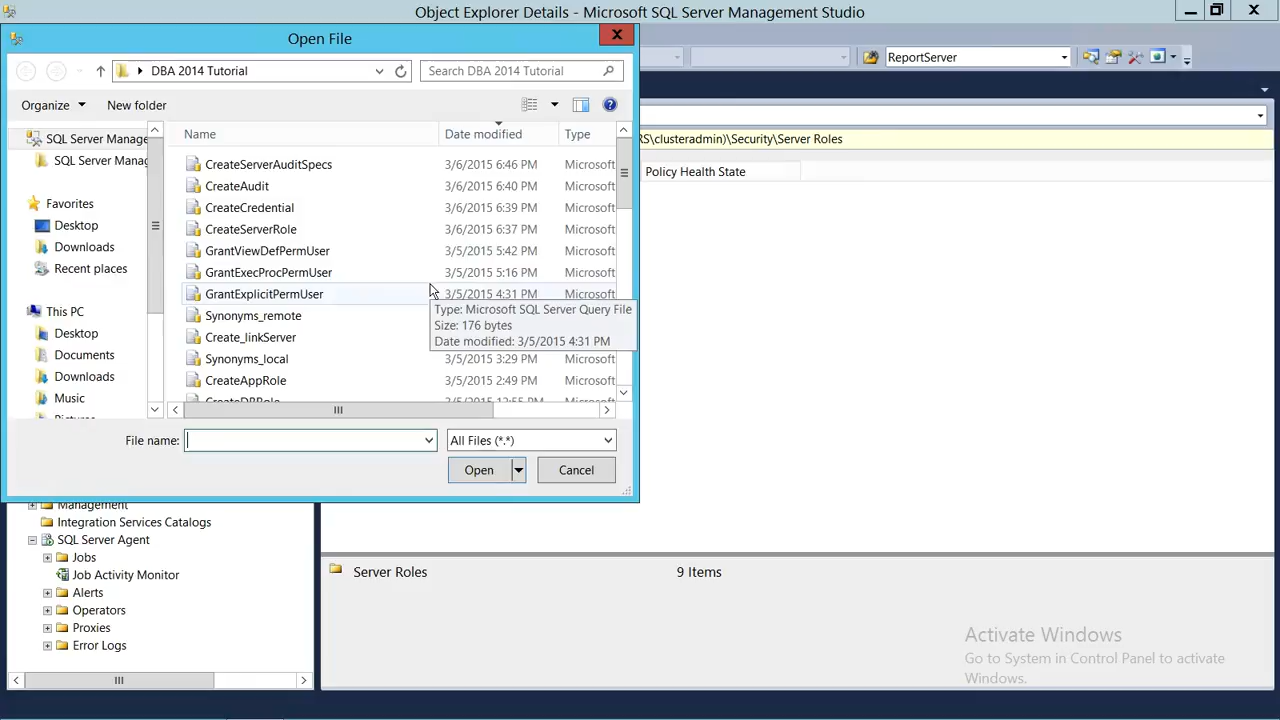 Object Explorer Details - Microsoft SQL Server Management Studio
Open File
DBA 2014 Tutorial
Search DBA 2014 Tutorial
ReportServer
Organize
New folder
RS\clusteradmin)\Security\Server Roles
Policy Health State
SQL Server Manage
SQL Server Manag
Favorites
Desktop
Downloads
Recent places
This PC
Desktop
Documents
Downloads
Music
Pictures
Name Date modified Type
CreateServerAuditSpecs 3/6/2015 6:46 PM Microsoft
CreateAudit 3/6/2015 6:40 PM Microsoft
CreateCredential 3/6/2015 6:39 PM Microsoft
CreateServerRole 3/6/2015 6:37 PM Microsoft
GrantViewDefPermUser 3/5/2015 5:42 PM Microsoft
GrantExecProcPermUser 3/5/2015 5:16 PM Microsoft
GrantExplicitPermUser 3/5/2015 4:31 PM Microsoft
Synonyms_remote
Create_linkServer
Synonyms_local 3/5/2015 3:29 PM Microsoft
CreateAppRole 3/5/2015 2:49 PM Microsoft
CreateDBRole 3/5/2015 12:55 PM Microsoft
Type: Microsoft SQL Server Query File
Size: 176 bytes
Date modified: 3/5/2015 4:31 PM
File name:
All Files (*.*)
Open
Cancel
Management
Integration Services Catalogs
SQL Server Agent
Jobs
Job Activity Monitor
Alerts
Operators
Proxies
Error Logs
Server Roles
9 Items
Activate Windows
Go to System in Control Panel to activate
Windows.